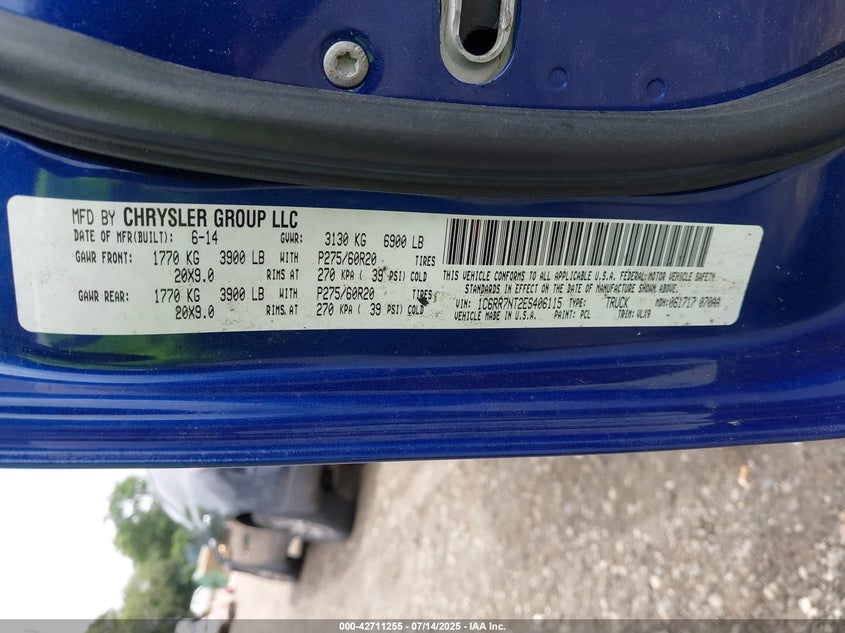 MFD BY CHRYSLER GROUP LLC
DATE OF MFR(BUILT): 6-14 GVWR: 3130 KG 6900 LB
GAWR FRONT: 1770 KG 3900 LB WITH P275/60R20 TIRES
20X9.0 RIMS AT 270 KPA ( 39 PSI) COLD
GAWR REAR: 1770 KG 3900 LB WITH P275/60R20 TIRES
20X9.0 RIMS AT 270 KPA ( 39 PSI) COLD
THIS VEHICLE CONFORMS TO ALL APPLICABLE U.S.A. FEDERAL MOTOR VEHICLE SAFETY
STANDARDS IN EFFECT ON THE DATE OF MANUFACTURE SHOWN ABOVE.
VIN: 1C6RR7NT2ES406115 TYPE: TRUCK MDH: 061717 070AA
VEHICLE MADE IN U.S.A. PAINT: PCL TRIM: VLX9
000-42711255 - 07/14/2025 - IAA Inc.